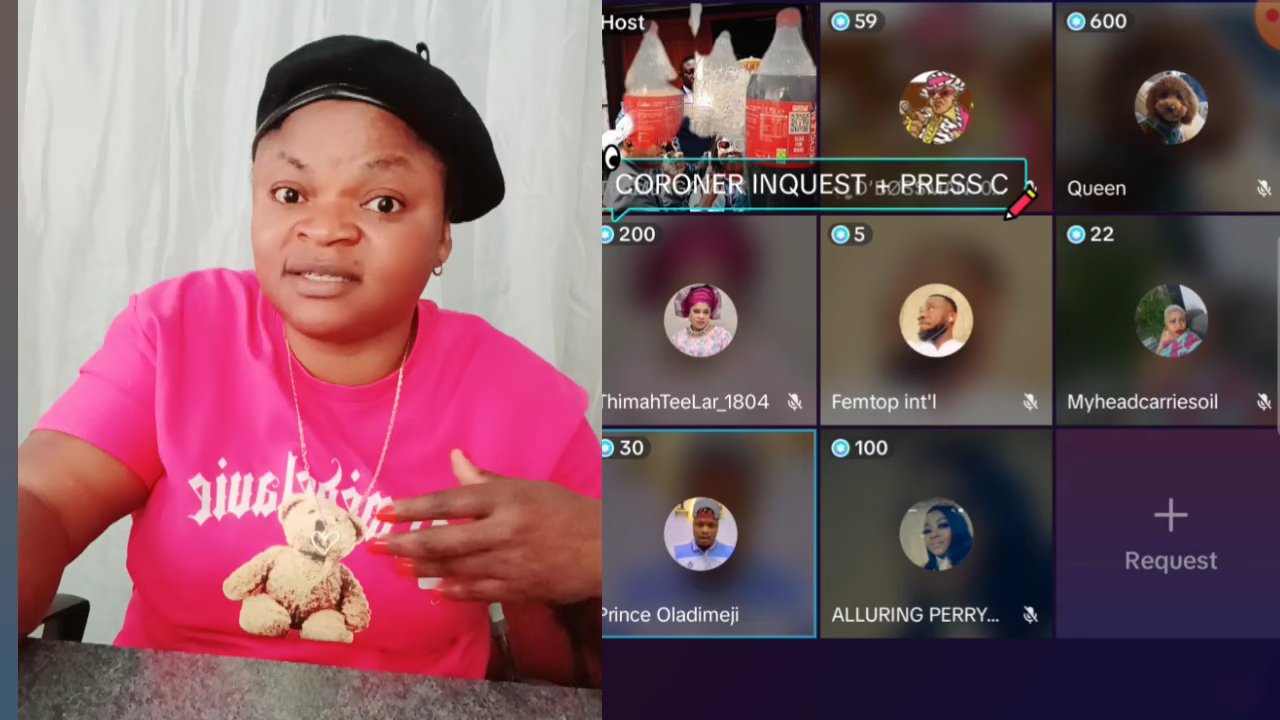 Host
59
600
CORONER INQUEST + PRESS C
Queen
200
5
22
ThimahTeeLar_1804
Femtop int'l
Myheadcarriesoil
30
100
Request
Prince Oladimeji
ALLURING PERRY...